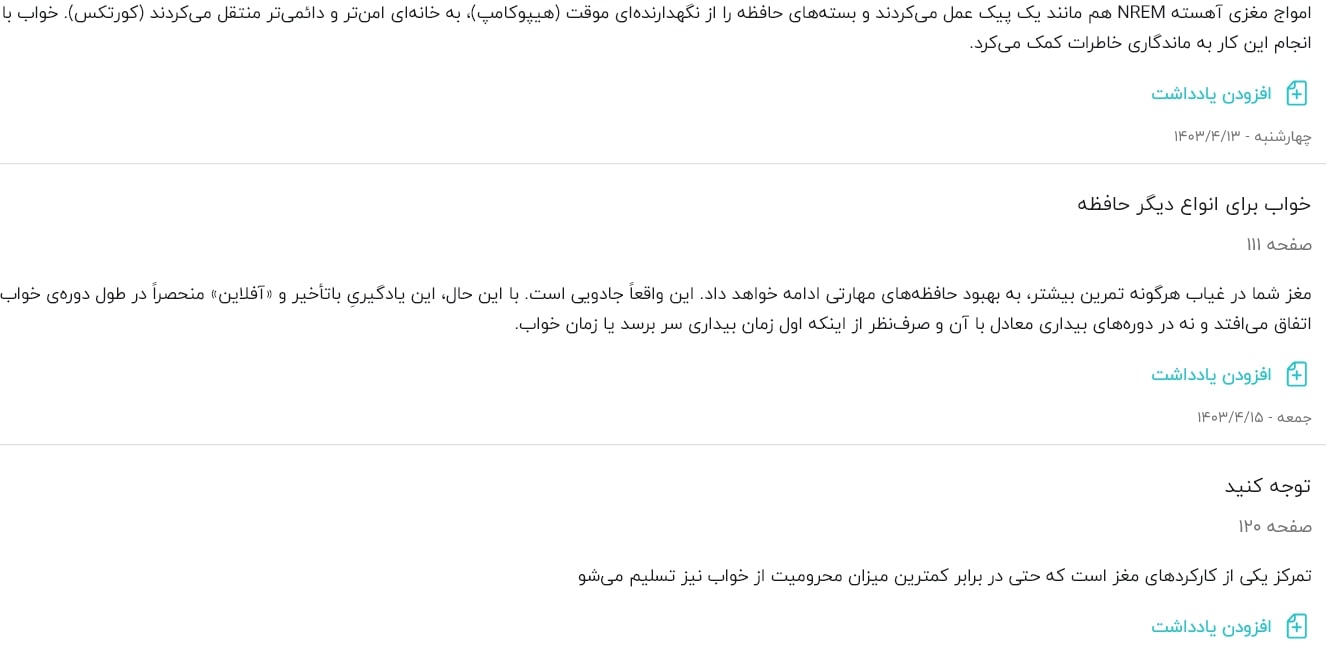 امواج مغزی آهسته NREM هم مانند یک پیک عمل می‌کردند و بسته‌های حافظه را از نگهدارنده‌ای موقت (هیپوکامپ)، به خانه‌ای امن‌تر و دائمی‌تر منتقل می‌کردند (کورتکس). خواب با
انجام این کار به ماندگاری خاطرات کمک می‌کرد.
افزودن یادداشت
چهارشنبه - ۱۴۰۳/۴/۱۳
خواب برای انواع دیگر حافظه
صفحه ۱۱۱
مغز شما در غیاب هرگونه تمرین بیشتر، به بهبود حافظه‌های مهارتی ادامه خواهد داد. این واقعاً جادویی است. با این حال، این یادگیریِ باتأخیر و «آفلاین» منحصراً در طول دوره‌ی خواب
اتفاق می‌افتد و نه در دوره‌های بیداری معادل با آن و صرف‌نظر از اینکه اول زمان بیداری سر برسد یا زمان خواب.
افزودن یادداشت
جمعه - ۱۴۰۳/۴/۱۵
توجه کنید
صفحه ۱۲۰
تمرکز یکی از کارکردهای مغز است که حتی در برابر کمترین میزان محرومیت از خواب نیز تسلیم می‌شو
افزودن یادداشت